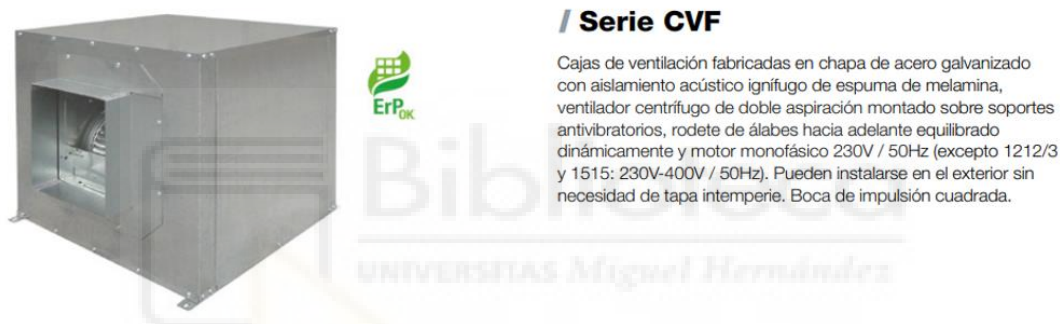 / Serie CVF
Cajas de ventilación fabricadas en chapa de acero galvanizado
con aislamiento acústico ignífugo de espuma de melamina,
ventilador centrífugo de doble aspiración montado sobre soportes
antivibratorios, rodete de álabes hacia adelante equilibrado
dinámicamente y motor monofásico 230V / 50Hz (excepto 1212/3
y 1515: 230V-400V / 50Hz). Pueden instalarse en el exterior sin
necesidad de tapa intemperie. Boca de impulsión cuadrada.
ErP OK
Biblioteca
UNIVERSITAS Miguel Hernández